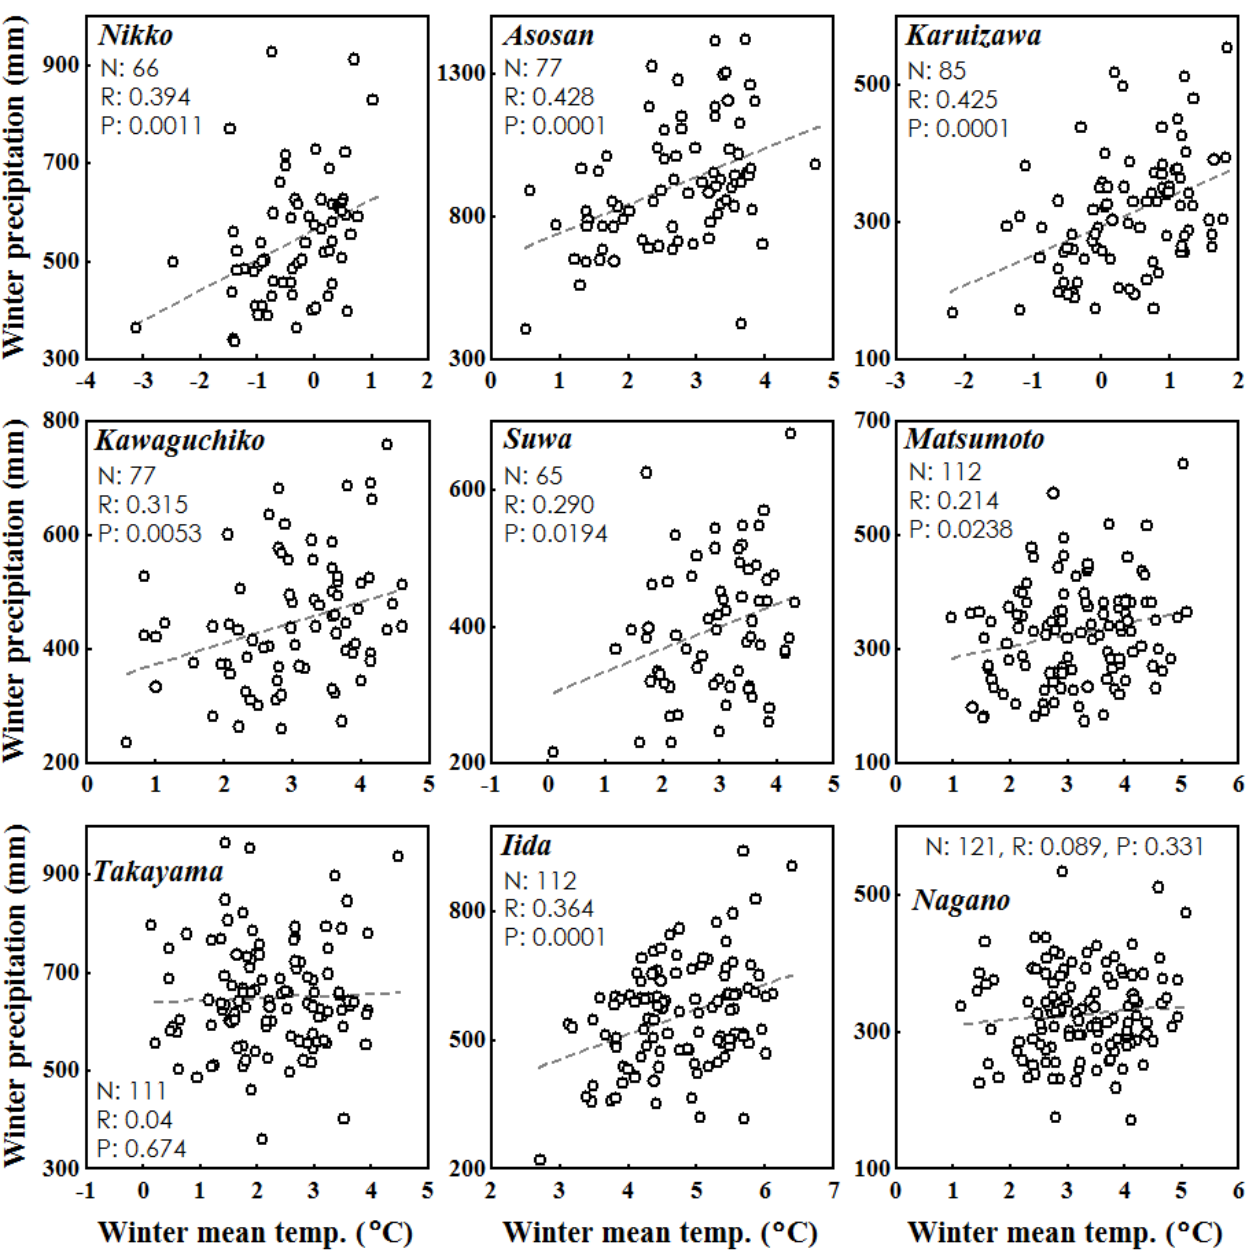 Winter precipitation (mm)
Nikko
N: 66
R: 0.394
P: 0.0011
900
700
500
300
-4 -3 -2 -1 0 1 2
Asosan
N: 77
R: 0.428
P: 0.0001
1300
800
300
0 1 2 3 4 5
Karuizawa
N: 85
R: 0.425
P: 0.0001
500
300
100
-3 -2 -1 0 1 2
Winter precipitation (mm)
Kawaguchiko
N: 77
R: 0.315
P: 0.0053
800
600
400
200
0 1 2 3 4 5
Suwa
N: 65
R: 0.290
P: 0.0194
600
400
200
-1 0 1 2 3 4 5
Matsumoto
N: 112
R: 0.214
P: 0.0238
700
500
300
100
0 1 2 3 4 5 6
Winter precipitation (mm)
Takayama
N: 111
R: 0.04
P: 0.674
900
700
500
300
-1 0 1 2 3 4 5
Winter mean temp. (°C)
Iida
N: 112
R: 0.364
P: 0.0001
800
500
200
2 3 4 5 6 7
Winter mean temp. (°C)
N: 121, R: 0.089, P: 0.331
Nagano
500
300
100
0 1 2 3 4 5 6
Winter mean temp. (°C)